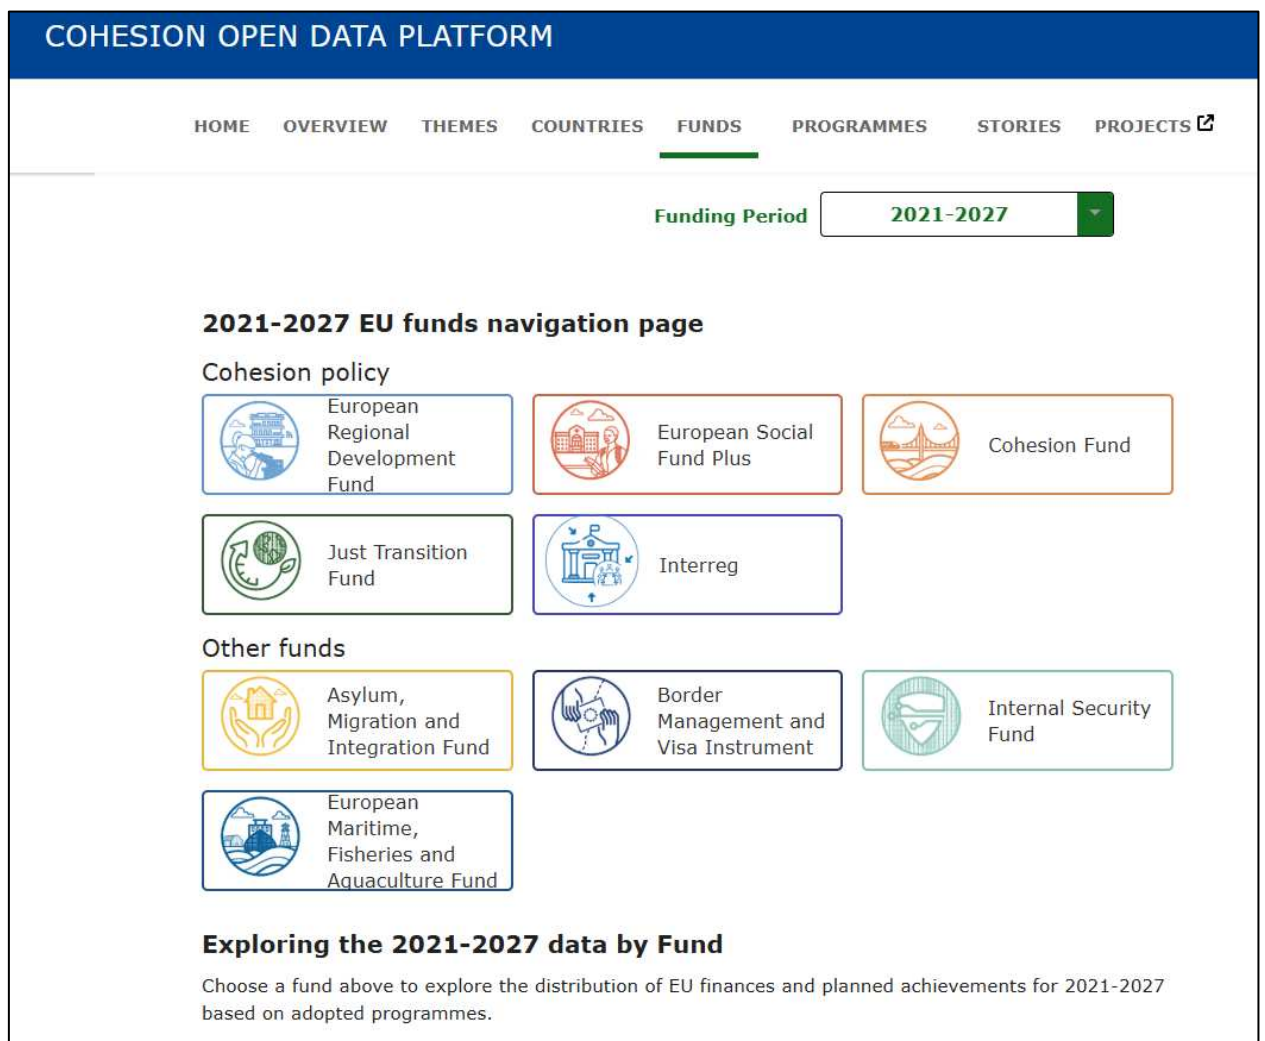 COHESION OPEN DATA PLATFORM
HOME OVERVIEW THEMES COUNTRIES FUNDS PROGRAMMES STORIES PROJECTS
Funding Period 2021-2027
2021-2027 EU funds navigation page
Cohesion policy
European
Regional
Development
Fund
European Social
Fund Plus
Cohesion Fund
Just Transition
Fund
Interreg
Other funds
Asylum,
Migration and
Integration Fund
Border
Management and
Visa Instrument
Internal Security
Fund
European
Maritime,
Fisheries and
Aquaculture Fund
Exploring the 2021-2027 data by Fund
Choose a fund above to explore the distribution of EU finances and planned achievements for 2021-2027
based on adopted programmes.